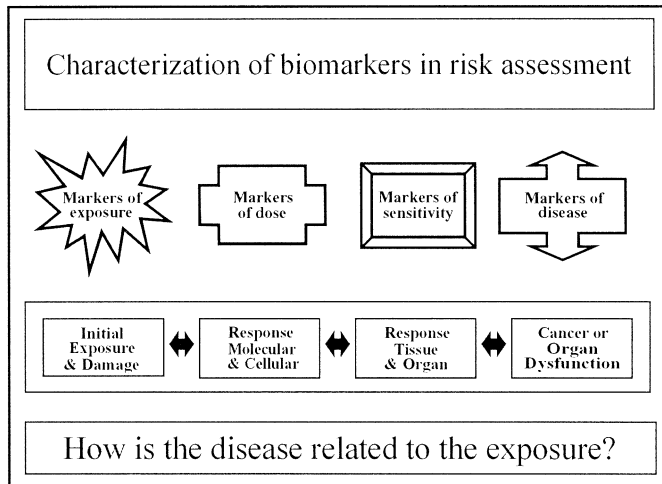 Characterization of biomarkers in risk assessment
Markers of
exposure
Markers
of dose
Markers of
sensitivity
Markers of
disease
Initial
Exposure
& Damage
Response
Molecular
& Cellular
Response
Tissue
& Organ
Cancer or
Organ
Dysfunction
How is the disease related to the exposure?